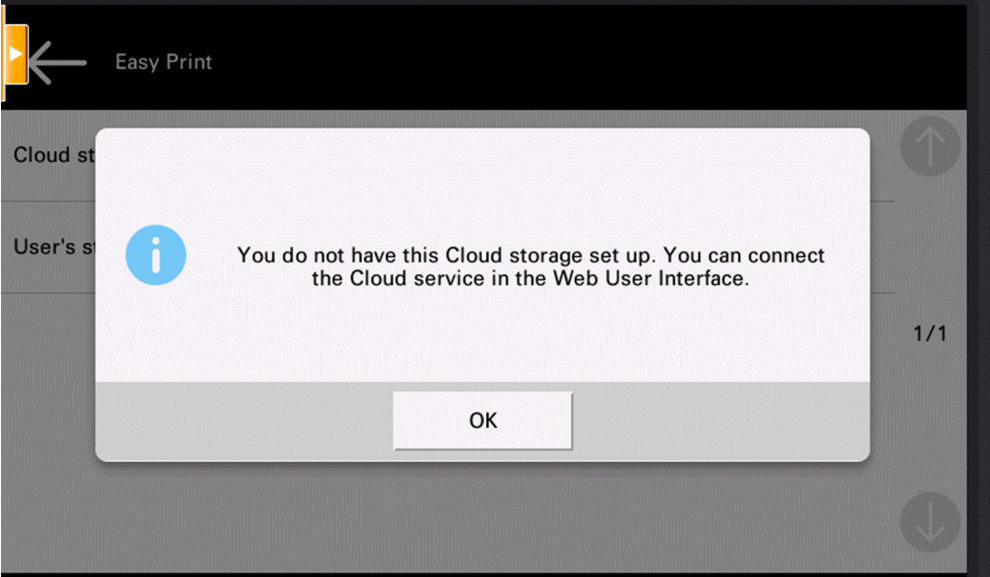 Easy Print
Cloud st
User's s
You do not have this Cloud storage set up. You can connect
the Cloud service in the Web User Interface.
1/1
OK